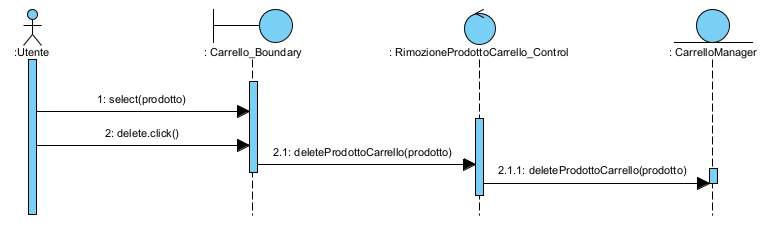 :Utente
: Carrello_Boundary
: RimozioneProdottoCarrello_Control
: CarrelloManager
1: select(prodotto)
2: delete.click()
2.1: deleteProdottoCarrello(prodotto)
2.1.1: deleteProdottoCarrello(prodotto)